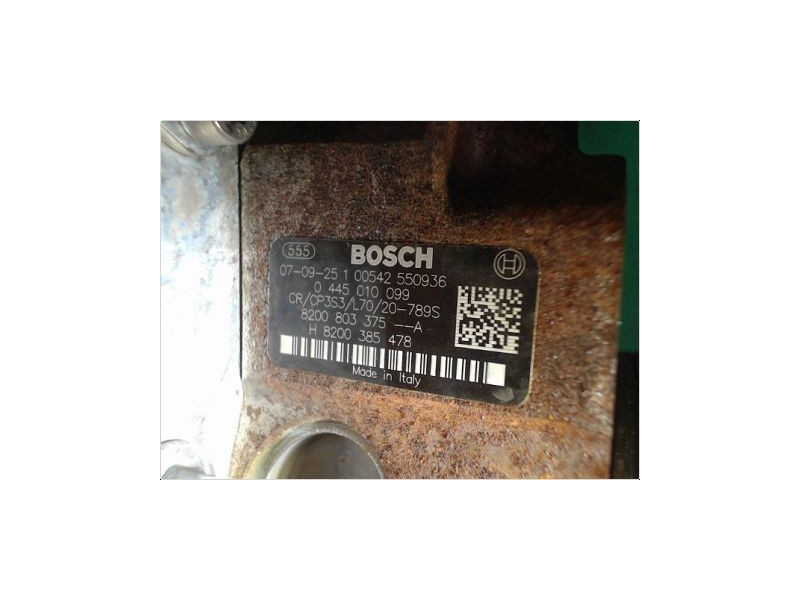 555 BOSCH
07-09-25 1 00542 550936
0 445 010 099
CR/CP3S3/L70/20-789S
8200 803 375 --A
H 8200 385 478
Made in Italy